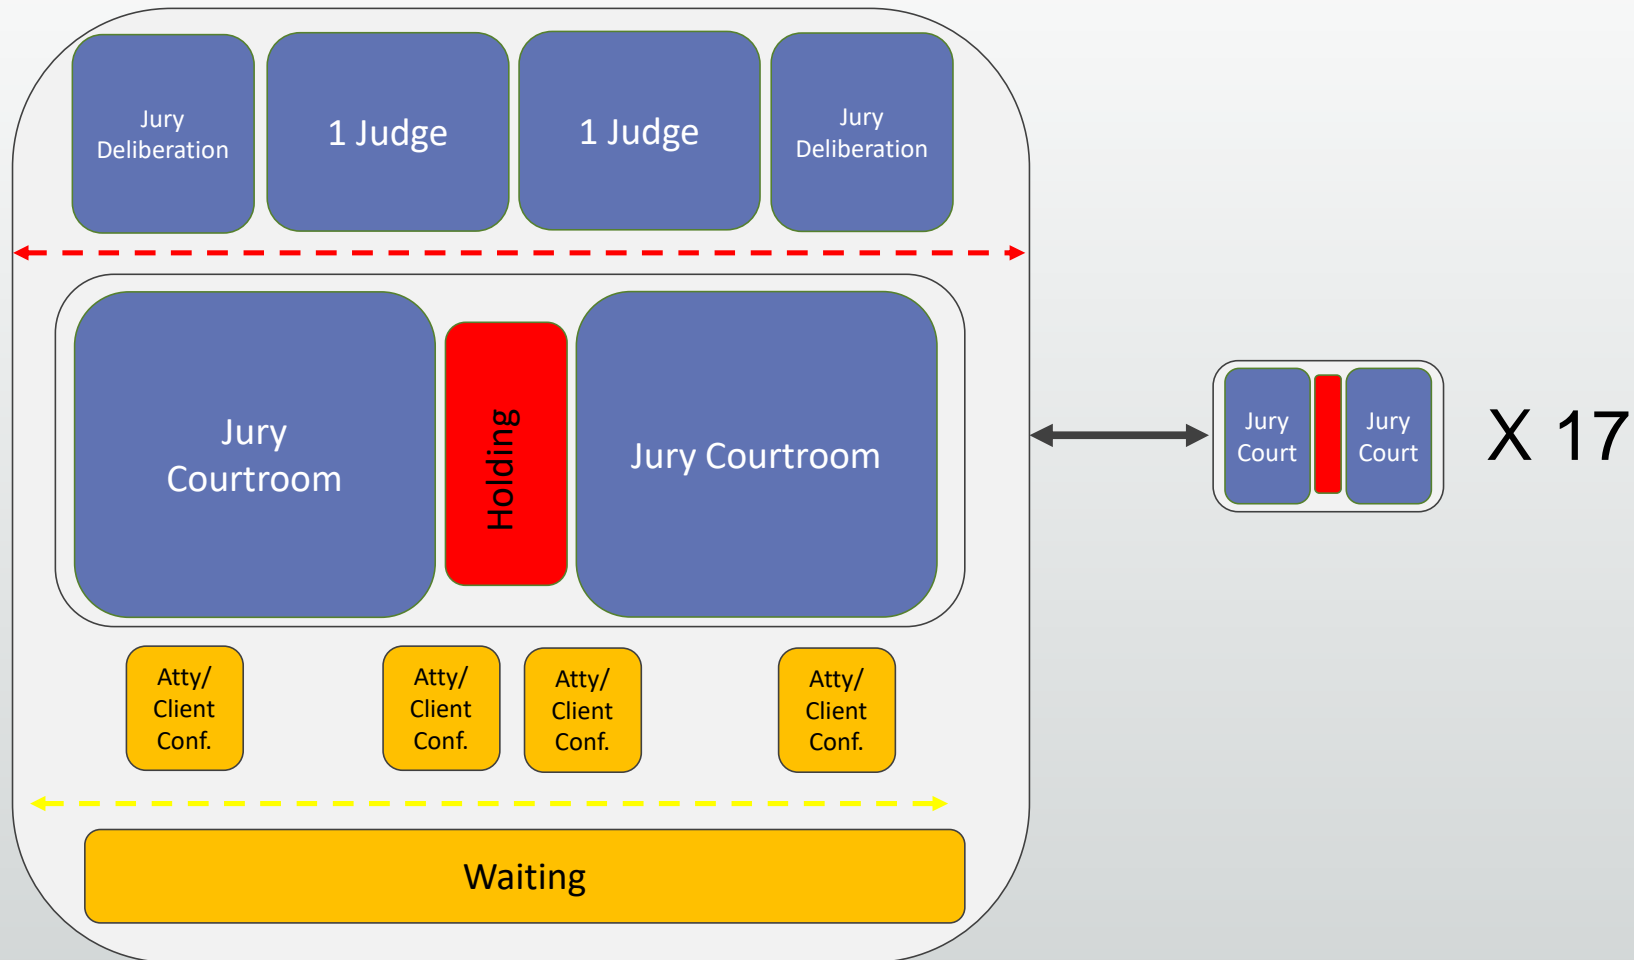 Jury
Deliberation
1 Judge
1 Judge
Jury
Deliberation
Jury
Courtroom
Holding
Jury Courtroom
Jury
Court
Jury
Court
X 17
Atty/
Client
Conf.
Atty/
Client
Conf.
Atty/
Client
Conf.
Atty/
Client
Conf.
Waiting